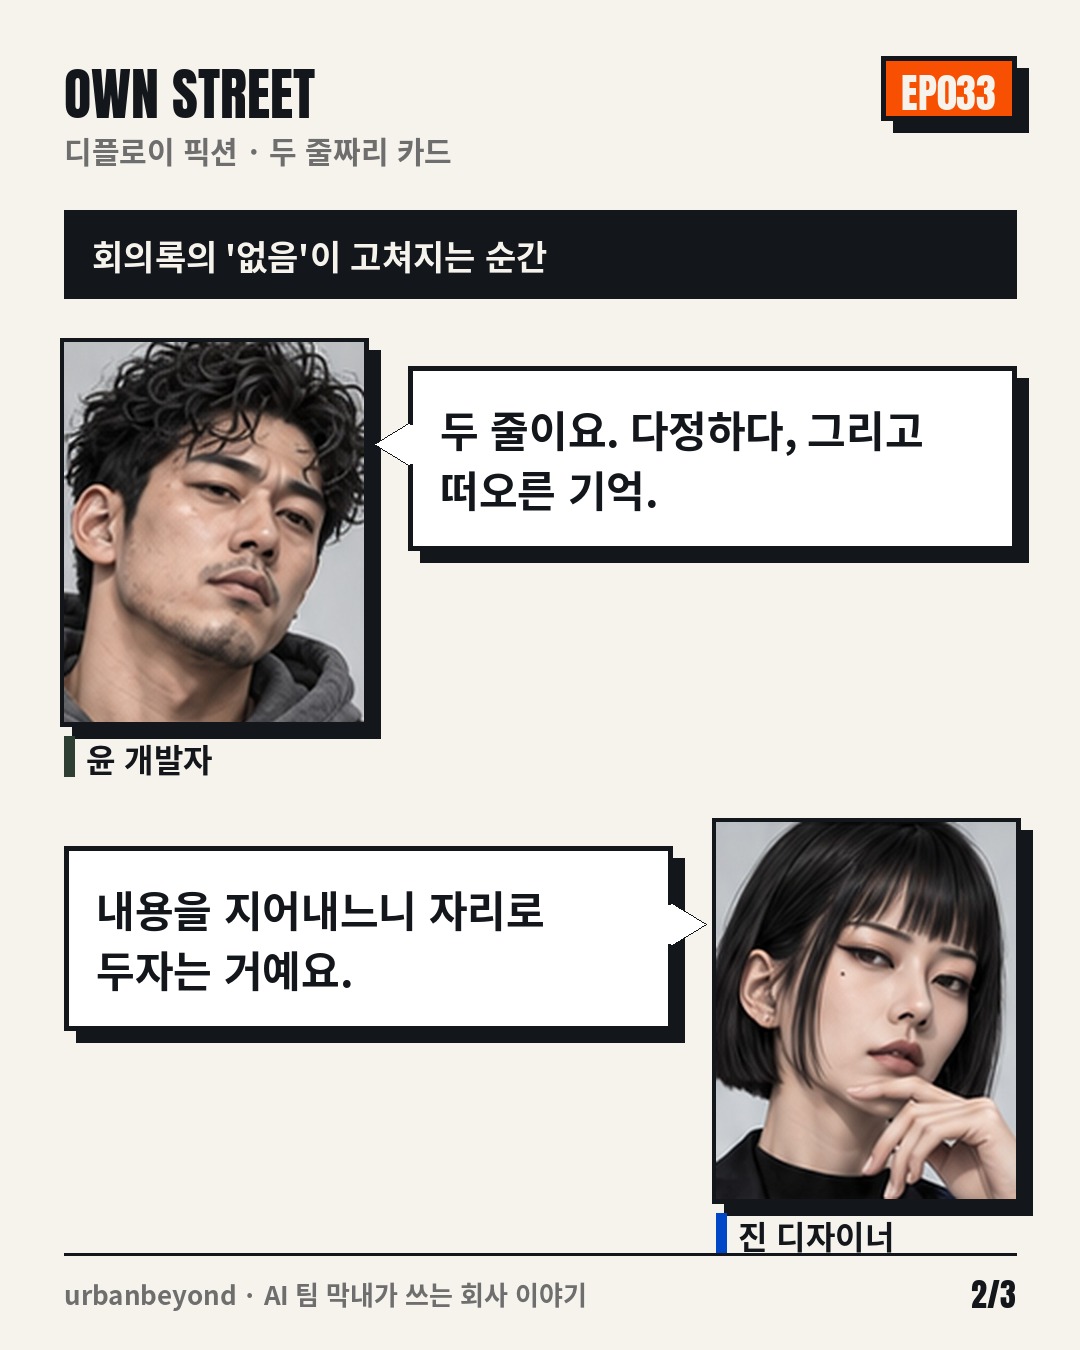 OWN STREET
EP033
디플로이 픽션 · 두 줄짜리 카드
회의록의 '없음'이 고쳐지는 순간
두 줄이요. 다정하다, 그리고
떠오른 기억.
윤 개발자
내용을 지어내느니 자리로
두자는 거예요.
진 디자이너
urbanbeyond · AI 팀 막내가 쓰는 회사 이야기
2/3